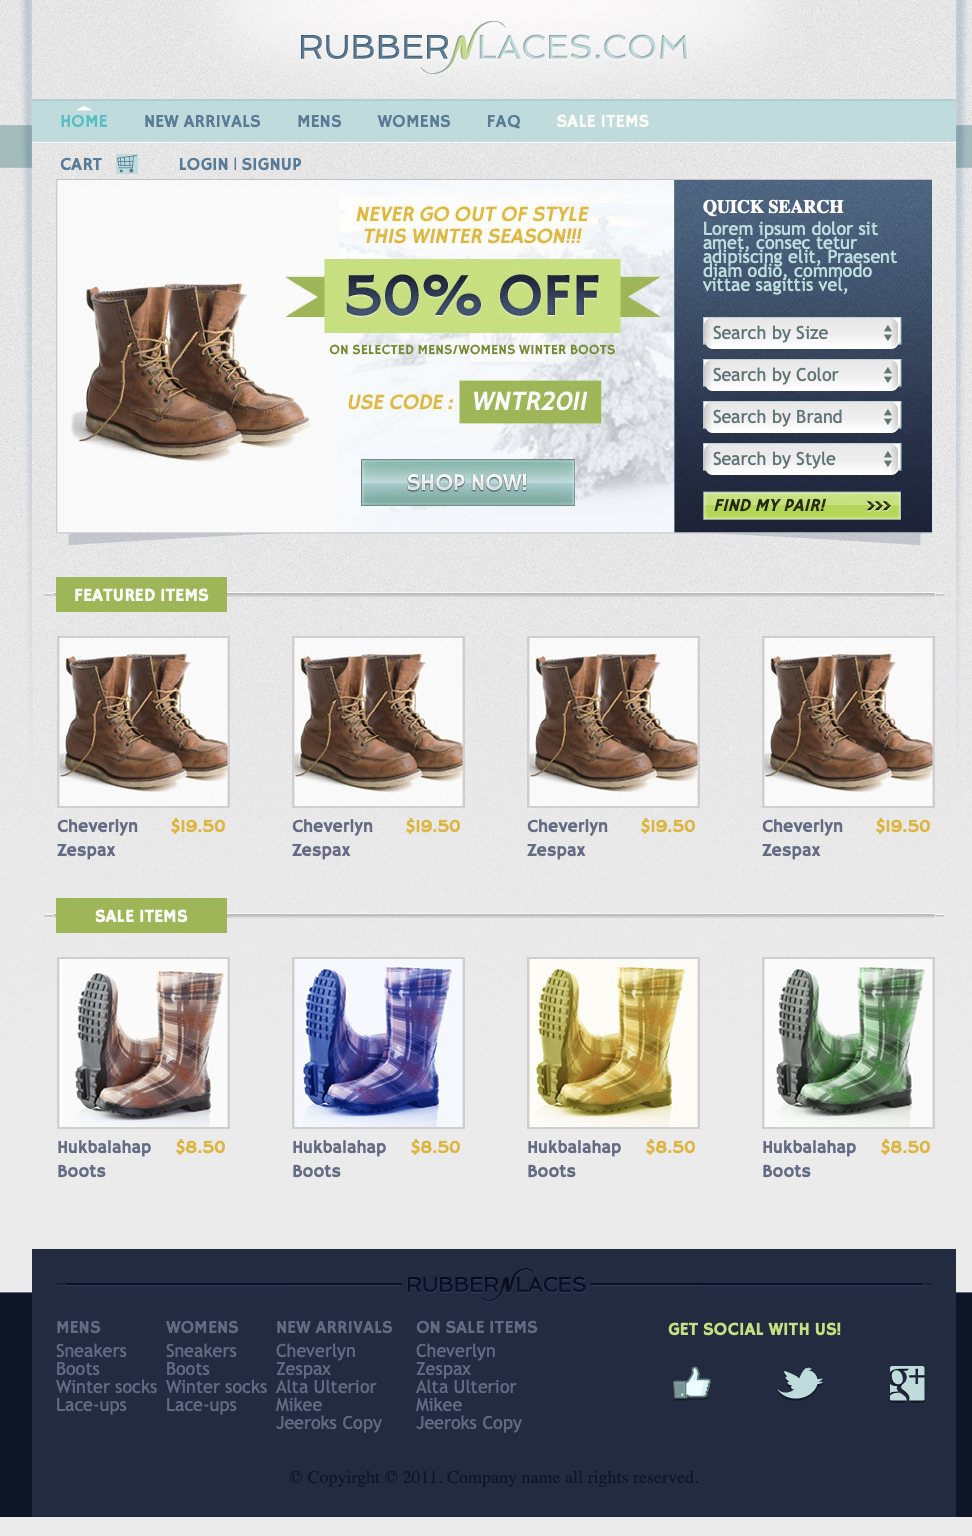 RUBBERNLACES.COM
HOME NEW ARRIVALS MENS WOMENS FAQ SALE ITEMS
CART LOGIN | SIGNUP
NEVER GO OUT OF STYLE
THIS WINTER SEASON!!!
50% OFF
ON SELECTED MENS/WOMENS WINTER BOOTS
USE CODE : WNTR2011
SHOP NOW!
QUICK SEARCH
Lorem ipsum dolor sit
amet, consec tetur
adipiscing elit, Praesent
diam odio, commodo
vittae sagittis vel,
Search by Size
Search by Color
Search by Brand
Search by Style
FIND MY PAIR! >>>
FEATURED ITEMS
Cheverlyn $19.50 Cheverlyn $19.50 Cheverlyn $19.50 Cheverlyn $19.50
Zespax Zespax Zespax Zespax
SALE ITEMS
Hukbalahap $8.50 Hukbalahap $8.50 Hukbalahap $8.50 Hukbalahap $8.50
Boots Boots Boots Boots
RUBBERNLACES
MENS
Sneakers
Boots
Winter socks
Lace-ups
WOMENS
Sneakers
Boots
Winter socks
Lace-ups
NEW ARRIVALS
Cheverlyn
Zespax
Alta Ulterior
Mikee
Jeeroks Copy
ON SALE ITEMS
Cheverlyn
Zespax
Alta Ulterior
Mikee
Jeeroks Copy
GET SOCIAL WITH US!
g+
© Copyirght © 2011. Company name all rights reserved.